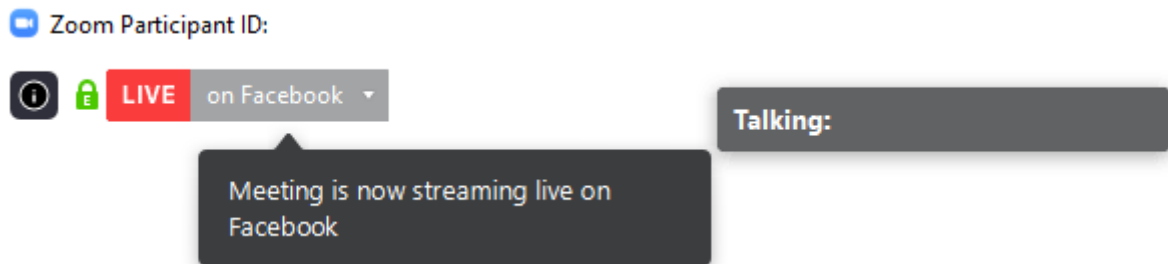 Zoom Participant ID:
E LIVE on Facebook
Talking:
Meeting is now streaming live on
Facebook